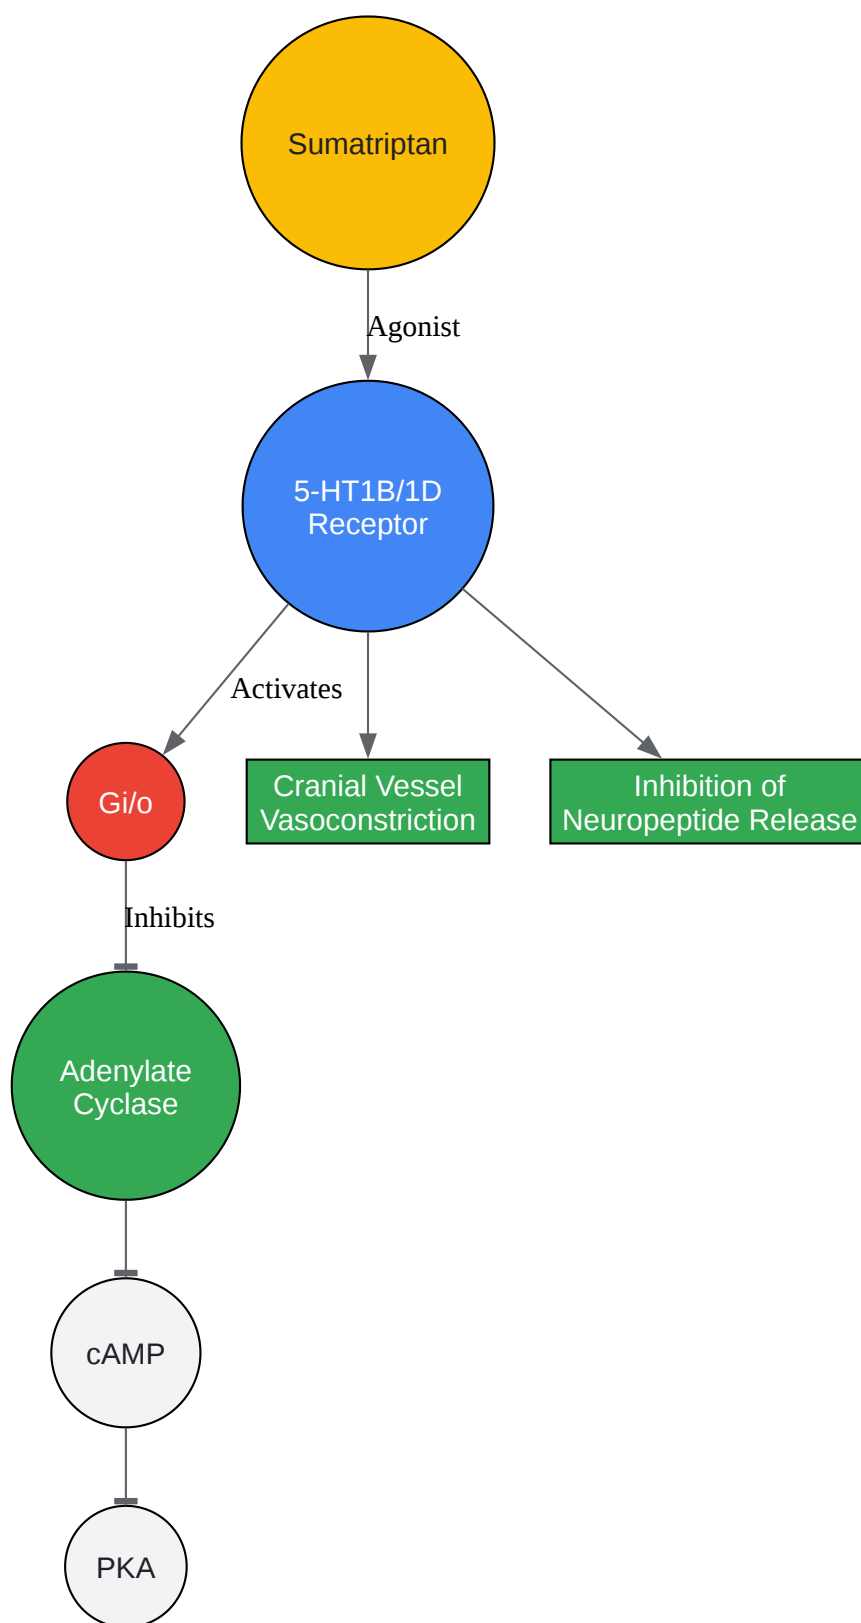 Sumatriptan
Agonist
5-HT1B/1D
Receptor
Activates
Gi/o
Cranial Vessel
Vasoconstriction
Inhibition of
Neuropeptide Release
Inhibits
Adenylate
Cyclase
cAMP
PKA